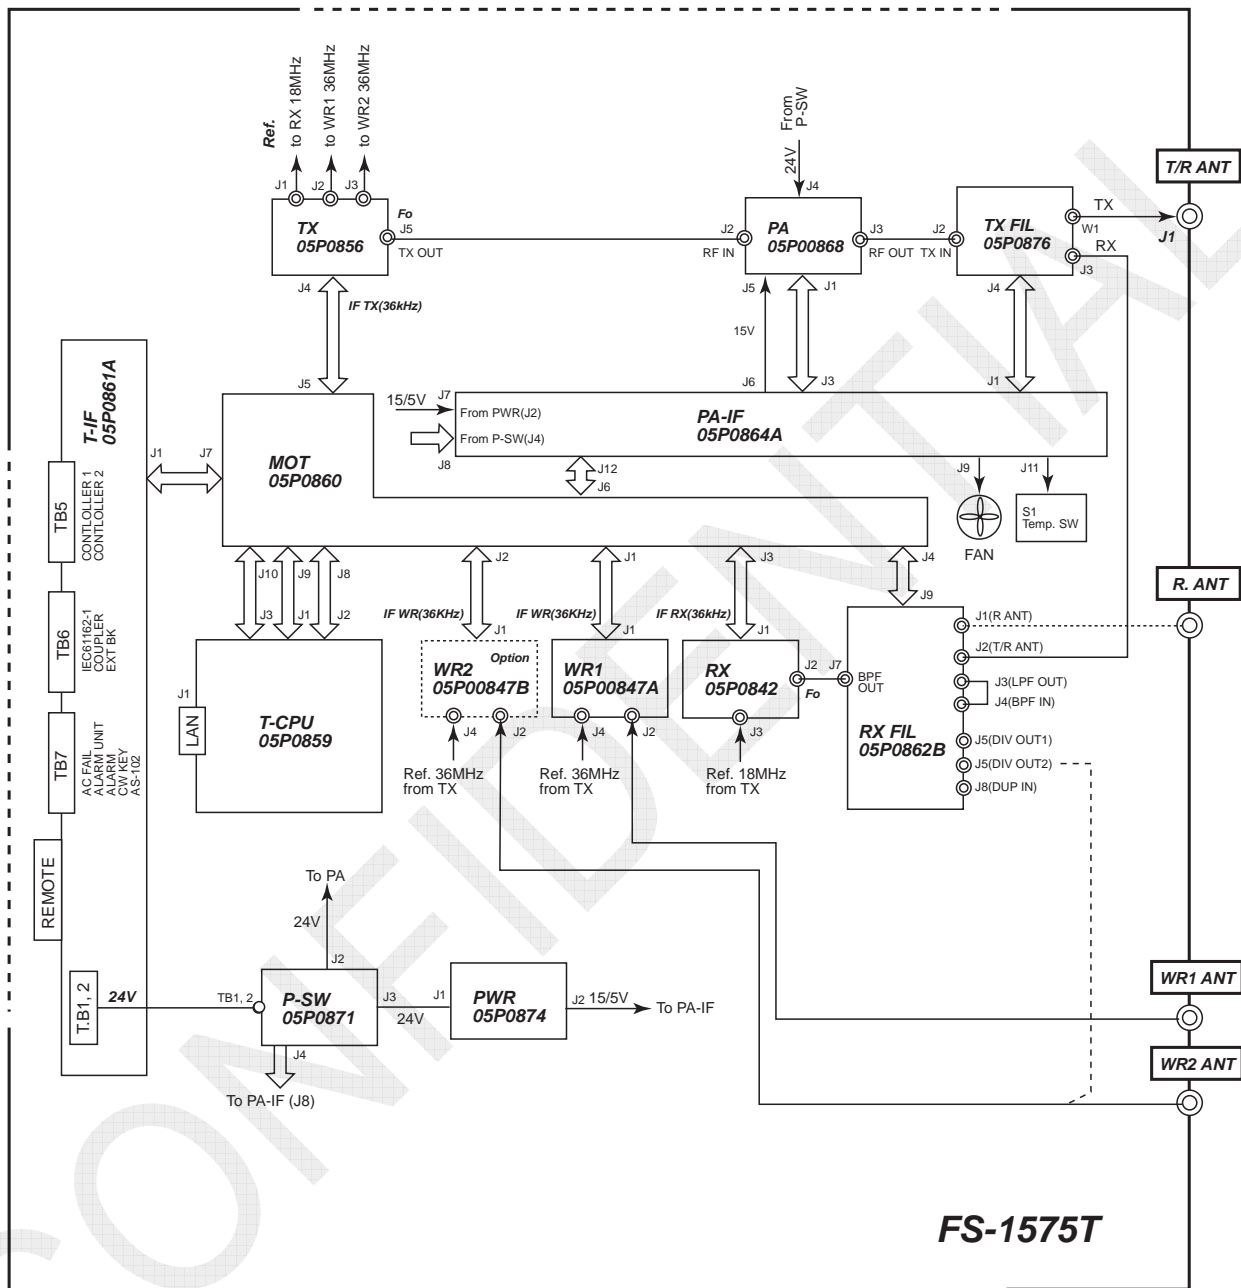 Ref.
to RX 18MHz
to WR1 36MHz
to WR2 36MHz
J1
J2
J3
TX
05P0856
Fo
J5
TX OUT
J4
IF TX(36kHz)
J5
From
P-SW
24V
J4
J2
RF IN
PA
05P00868
J3
RF OUT
J5
J1
15V
J6
J3
J2
TX IN
TX FIL
05P0876
TX
W1
J1
RX
J3
J4
J1
T/R ANT
T-IF
05P0861A
J1
J7
MOT
05P0860
15/5V
J7
From PWR(J2)
From P-SW(J4)
J8
PA-IF
05P0864A
J12
J6
J9
J11
FAN
S1
Temp. SW
TB5
CONTLOLLER 1
CONTLOLLER 2
TB6
IEC61162-1
COUPLER
EXT BK
TB7
AC FAIL
ALARM UNIT
ALARM
CW KEY
AS-102
REMOTE
T.B1, 2
24V
J10
J9
J8
J3
J1
J2
J1
LAN
T-CPU
05P0859
J2
IF WR(36KHz)
J1
Option
WR2
05P00847B
J4
J2
Ref. 36MHz
from TX
J1
IF WR(36KHz)
J1
WR1
05P00847A
J4
J2
Ref. 36MHz
from TX
J3
IF RX(36kHz)
J1
RX
05P0842
J2
Fo
J3
Ref. 18MHz
from TX
J4
J9
J7
BPF
OUT
RX FIL
05P0862B
J1(R ANT)
J2(T/R ANT)
J3(LPF OUT)
J4(BPF IN)
J5(DIV OUT1)
J5(DIV OUT2)
J8(DUP IN)
R. ANT
To PA
24V
J2
TB1, 2
P-SW
05P0871
J3
24V
J4
To PA-IF (J8)
J1
PWR
05P0874
J2
15/5V
To PA-IF
WR1 ANT
WR2 ANT
FS-1575T
CONFIDENTIAL